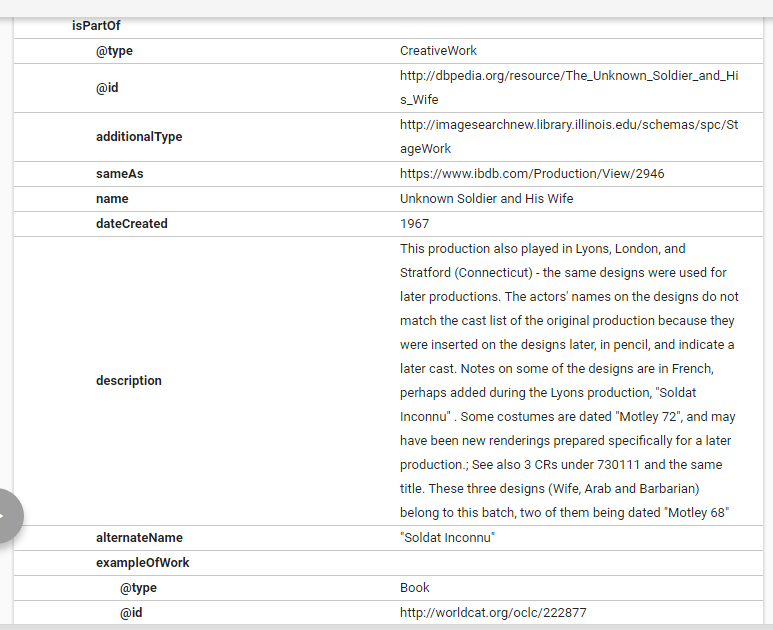 isPartOf
@type CreativeWork
@id http://dbpedia.org/resource/The_Unknown_Soldier_and_Hi
s_Wife
additionalType http://imagesearchnew.library.illinois.edu/schemas/spc/St
ageWork
sameAs https://www.ibdb.com/Production/View/2946
name Unknown Soldier and His Wife
dateCreated 1967
description
This production also played in Lyons, London, and
Stratford (Connecticut) - the same designs were used for
later productions. The actors' names on the designs do not
match the cast list of the original production because they
were inserted on the designs later, in pencil, and indicate a
later cast. Notes on some of the designs are in French,
perhaps added during the Lyons production, "Soldat
Inconnu" . Some costumes are dated "Motley 72", and may
have been new renderings prepared specifically for a later
production.; See also 3 CRs under 730111 and the same
title. These three designs (Wife, Arab and Barbarian)
belong to this batch, two of them being dated "Motley 68"
alternateName "Soldat Inconnu"
exampleOfWork
@type Book
@id http://worldcat.org/oclc/222877